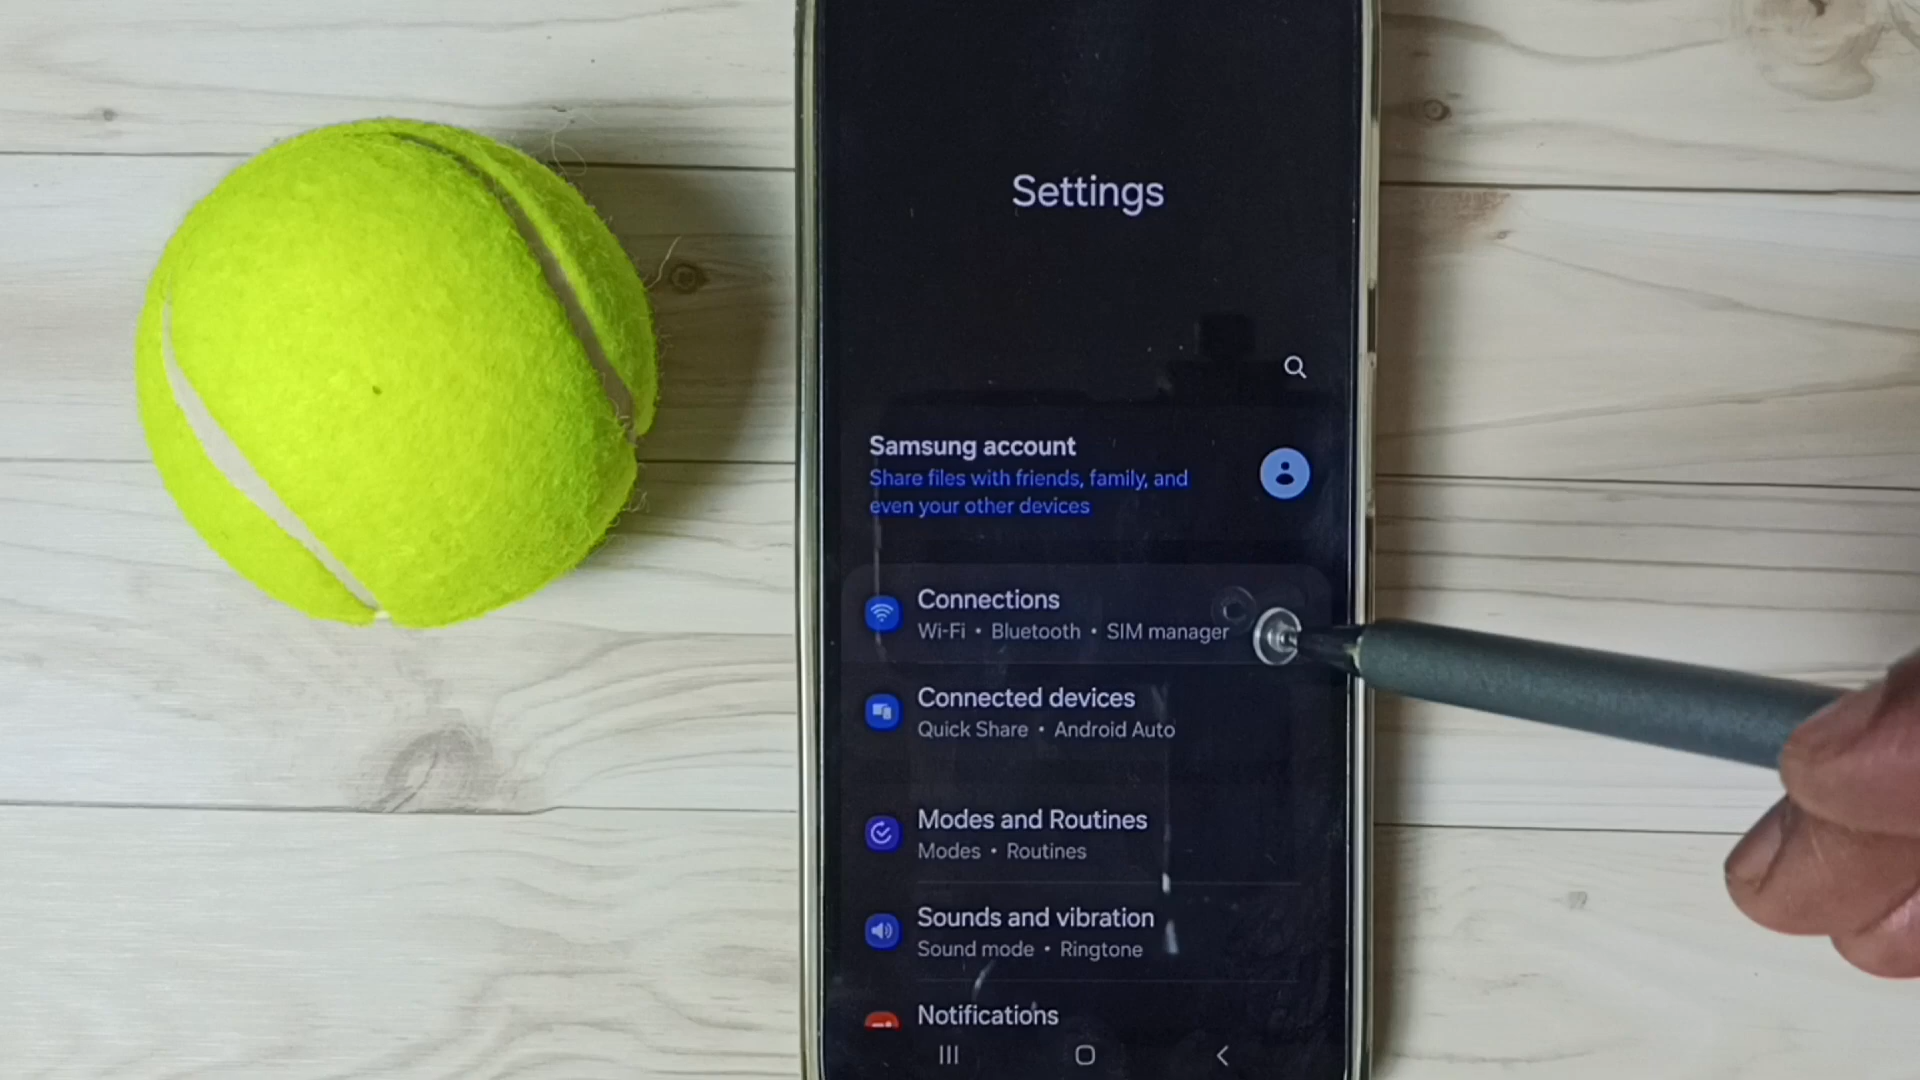 Settings
Samsung account
Share files with friends, family, and
even your other devices
Connections
Wi-Fi • Bluetooth • SIM manager
Connected devices
Quick Share • Android Auto
Modes and Routines
Modes • Routines
Sounds and vibration
Sound mode • Ringtone
Notifications